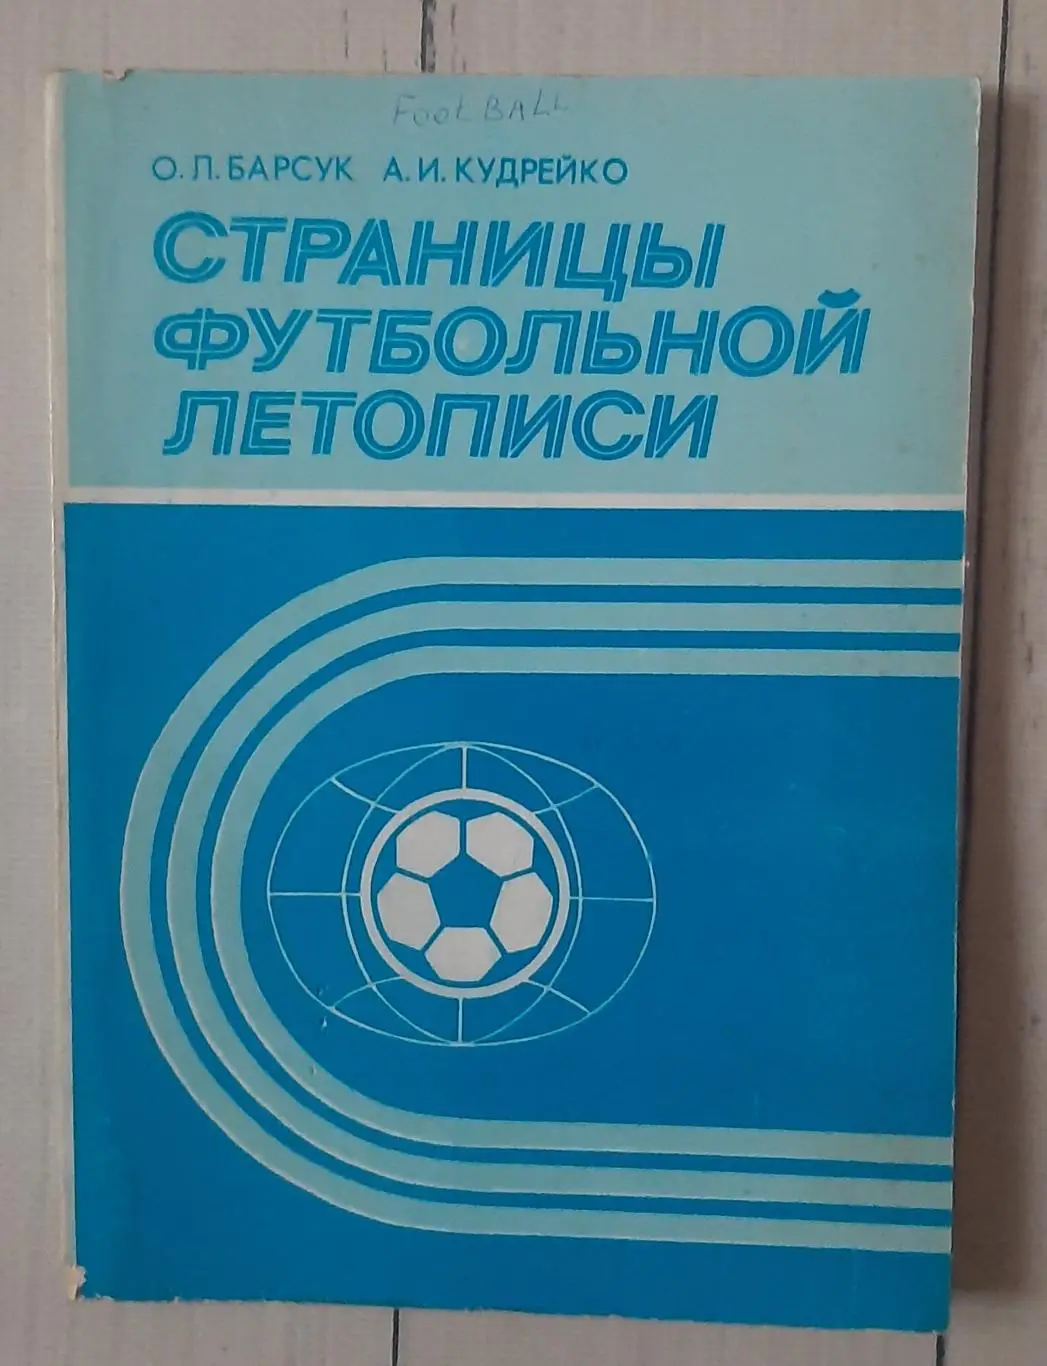 FootBALL
О.Л.БАРСУК А.И.КУДРЕЙКО
СТРАНИЦЫ
ФУТБОЛЬНОЙ
ЛЕТОПИСИ